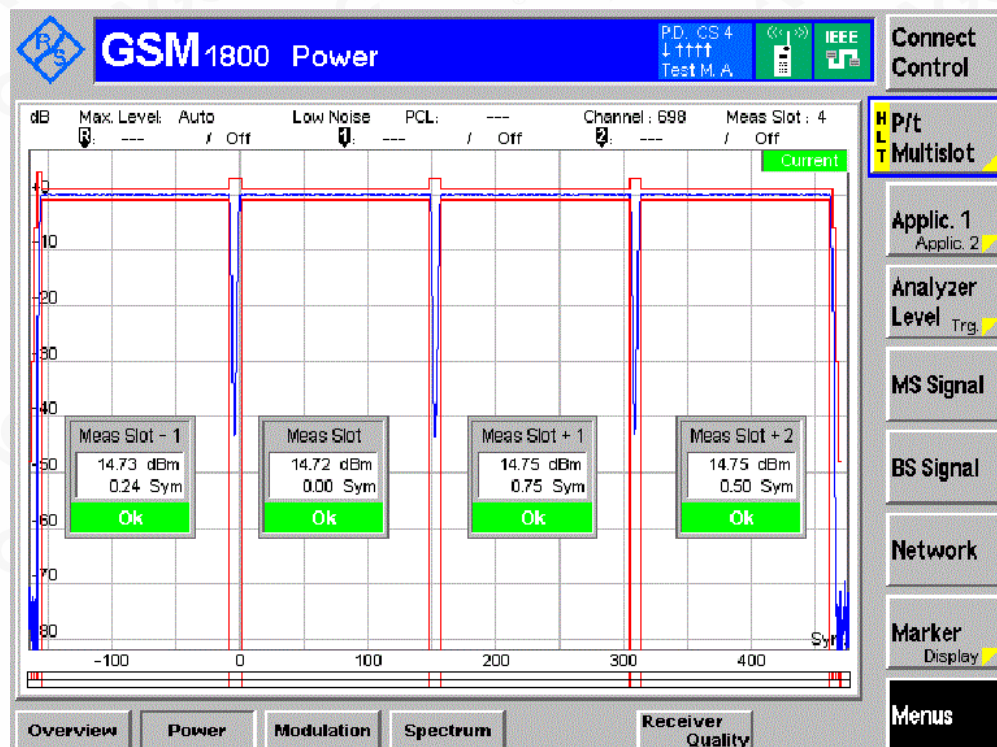 R/S
GSM 1800 Power
P.D. CS 4
↓ ↑↑↑↑
Test M. A.
IEEE
Connect
Control
dB Max. Level: Auto Low Noise PCL: --- Channel : 698 Meas Slot : 4
R: --- / Off 1: --- / Off 2: --- / Off
Current
H L T
P/t
Multislot
Applic. 1
Applic. 2
Analyzer
Level Trg.
MS Signal
BS Signal
Network
Marker
Display
Menus
+0
-10
-20
-30
-40
-50
-60
-70
-80
Meas Slot - 1
14.73 dBm
0.24 Sym
Ok
Meas Slot
14.72 dBm
0.00 Sym
Ok
Meas Slot + 1
14.75 dBm
0.75 Sym
Ok
Meas Slot + 2
14.75 dBm
0.50 Sym
Ok
Sym
-100 0 100 200 300 400
Overview Power Modulation Spectrum Receiver
Quality